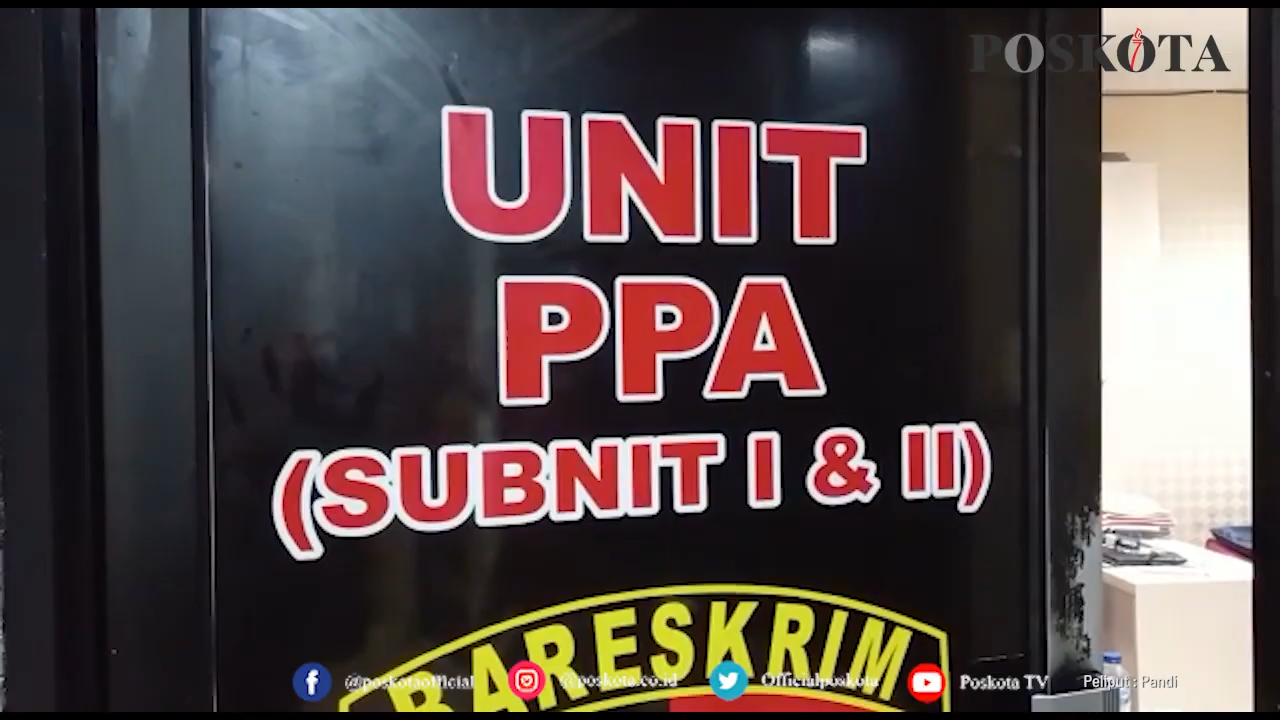 POSKOTA
UNIT
PPA
(SUBNIT I & II)
BARESKRIM
@poskotaofficial
@poskota.co.id
Officialposkota
Poskota TV
Peliput : Pandi